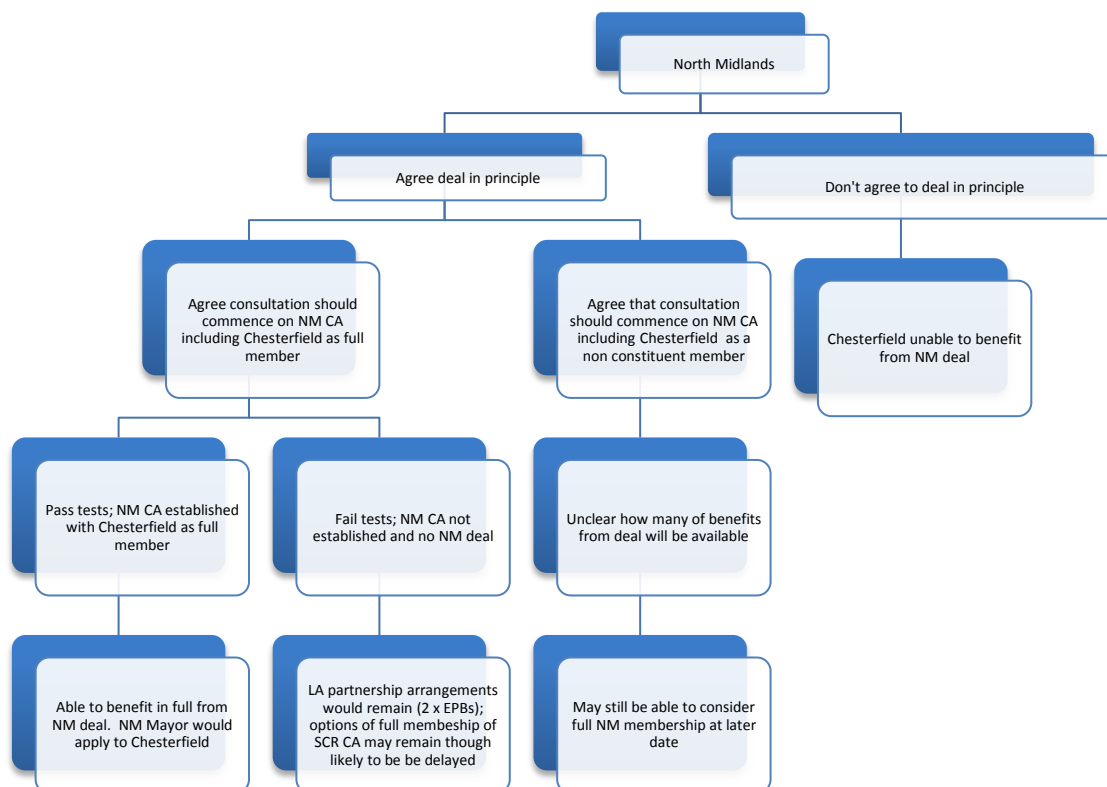 North Midlands
Agree deal in principle
Don't agree to deal in principle
Agree consultation should
commence on NM CA
including Chesterfield as full
member
Agree that consultation
should commence on NM CA
including Chesterfield as a
non constituent member
Chesterfield unable to benefit
from NM deal
Pass tests; NM CA established
with Chesterfield as full
member
Fail tests; NM CA not
established and no NM deal
Unclear how many of benefits
from deal will be available
Able to benefit in full from
NM deal. NM Mayor would
apply to Chesterfield
LA partnership arrangements
would remain (2 x EPBs);
options of full membeship of
SCR CA may remain though
likely to be be delayed
May still be able to consider
full NM membership at later
date